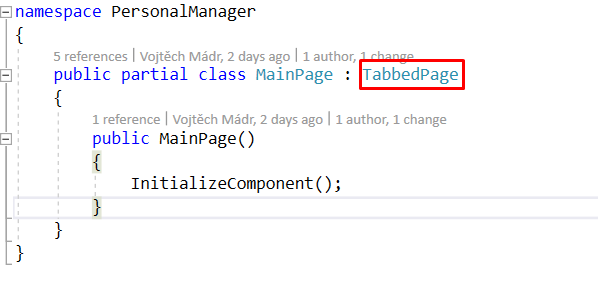 namespace PersonalManager
{
5 references | Vojtěch Mádr, 2 days ago | 1 author, 1 change
public partial class MainPage : TabbedPage
{
1 reference | Vojtěch Mádr, 2 days ago | 1 author, 1 change
public MainPage()
{
InitializeComponent();
}
}
}